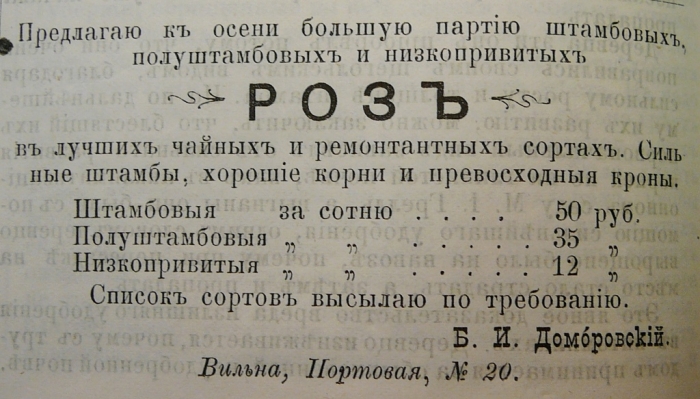 Предлагаю къ осени большую партію штамбовыхъ,
полуштамбовыхъ и низкопривитыхъ
РОЗЪ
въ лучшихъ чайныхъ и ремонтантныхъ сортахъ. Силь
ные штамбы, хорошіе корни и превосходныя кроны.
Штамбовыя за сотню . . . . 50 руб.
Полуштамбовыя „ „ . . . . . 35 „
Низкопривитыя „ „ . . . . . 12 „
Списокъ сортовъ высылаю по требованію.
Б. И. Домо́ровскій.
Вильна, Портовая, № 20.